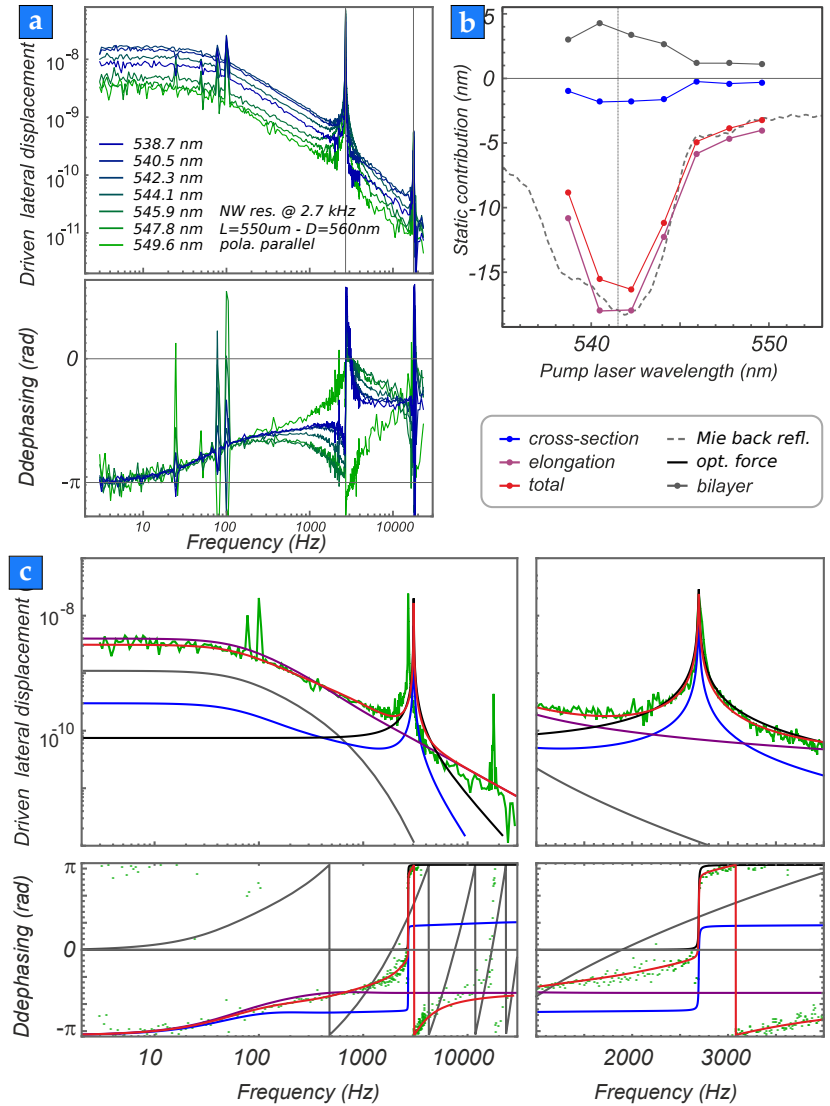 a
Driven lateral displacement
10⁻⁸
10⁻⁹
10⁻¹⁰
10⁻¹¹
538.7 nm
540.5 nm
542.3 nm
544.1 nm
545.9 nm
547.8 nm
549.6 nm
NW res. @ 2.7 kHz
L=550um - D=560nm
pola. parallel
Ddephasing (rad)
0
-π
10
100
1000
10000
Frequency (Hz)
b
Static contribution (nm)
5
0
-5
-10
-15
540
550
Pump laser wavelength (nm)
cross-section
elongation
total
Mie back refl.
opt. force
bilayer
c
Driven lateral displacement
10⁻⁸
10⁻¹⁰
Ddephasing (rad)
π
0
-π
10
100
1000
10000
Frequency (Hz)
2000
3000
Frequency (Hz)